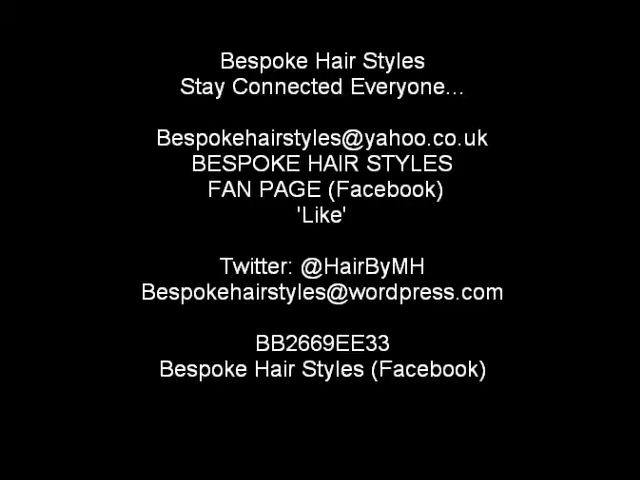 Bespoke Hair Styles
Stay Connected Everyone...
Bespokehairstyles@yahoo.co.uk
BESPOKE HAIR STYLES
FAN PAGE (Facebook)
'Like'
Twitter: @HairByMH
Bespokehairstyles@wordpress.com
BB2669EE33
Bespoke Hair Styles (Facebook)